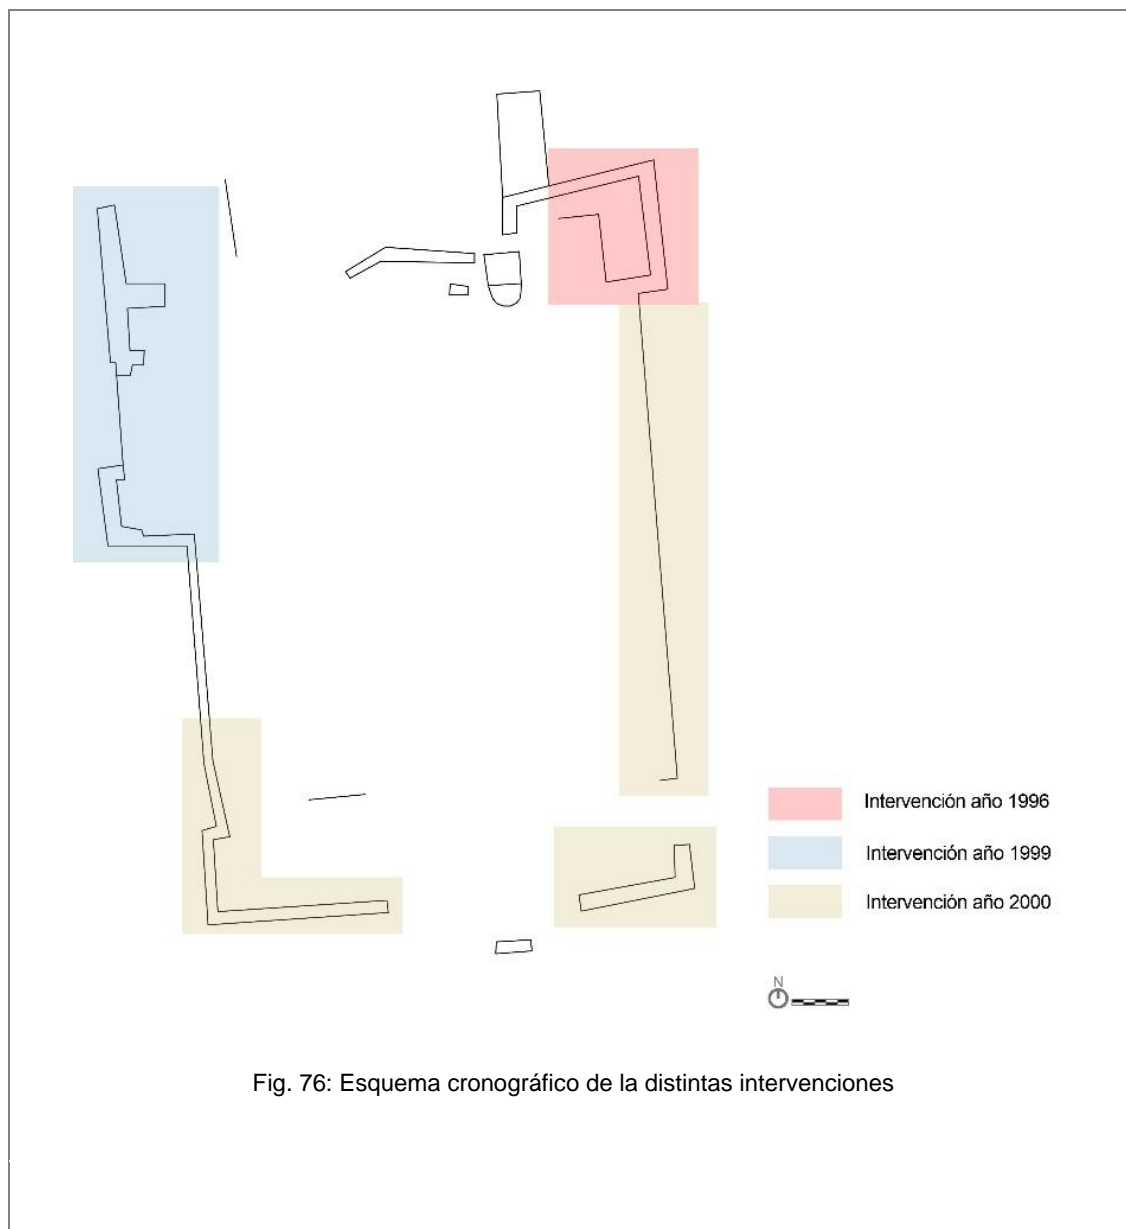 Intervención año 1996
Intervención año 1999
Intervención año 2000
N
Fig. 76: Esquema cronográfico de la distintas intervenciones